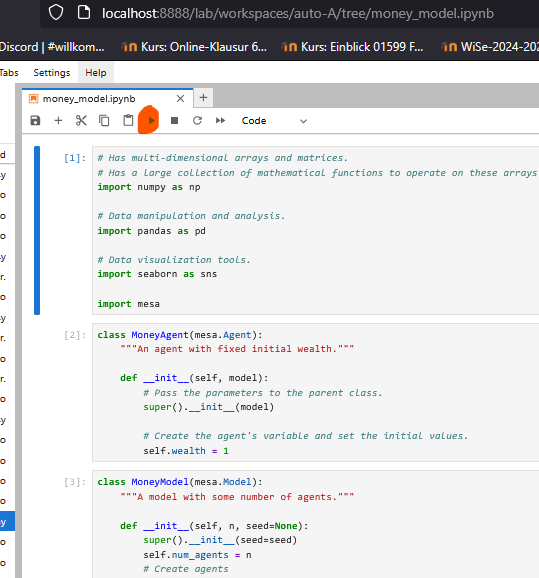 localhost:8888/lab/workspaces/auto-A/tree/money_model.ipynb
Discord | #willkom... Kurs: Online-Klausur 6... Kurs: Einblick 01599 F... WiSe-2024-202
Tabs Settings Help
money_model.ipynb
Code
[1]: # Has multi-dimensional arrays and matrices.
# Has a large collection of mathematical functions to operate on these arrays
import numpy as np
# Data manipulation and analysis.
import pandas as pd
# Data visualization tools.
import seaborn as sns
import mesa
[2]: class MoneyAgent(mesa.Agent):
"""An agent with fixed initial wealth."""
def __init__(self, model):
# Pass the parameters to the parent class.
super().__init__(model)
# Create the agent's variable and set the initial values.
self.wealth = 1
[3]: class MoneyModel(mesa.Model):
"""A model with some number of agents."""
def __init__(self, n, seed=None):
super().__init__(seed=seed)
self.num_agents = n
# Create agents